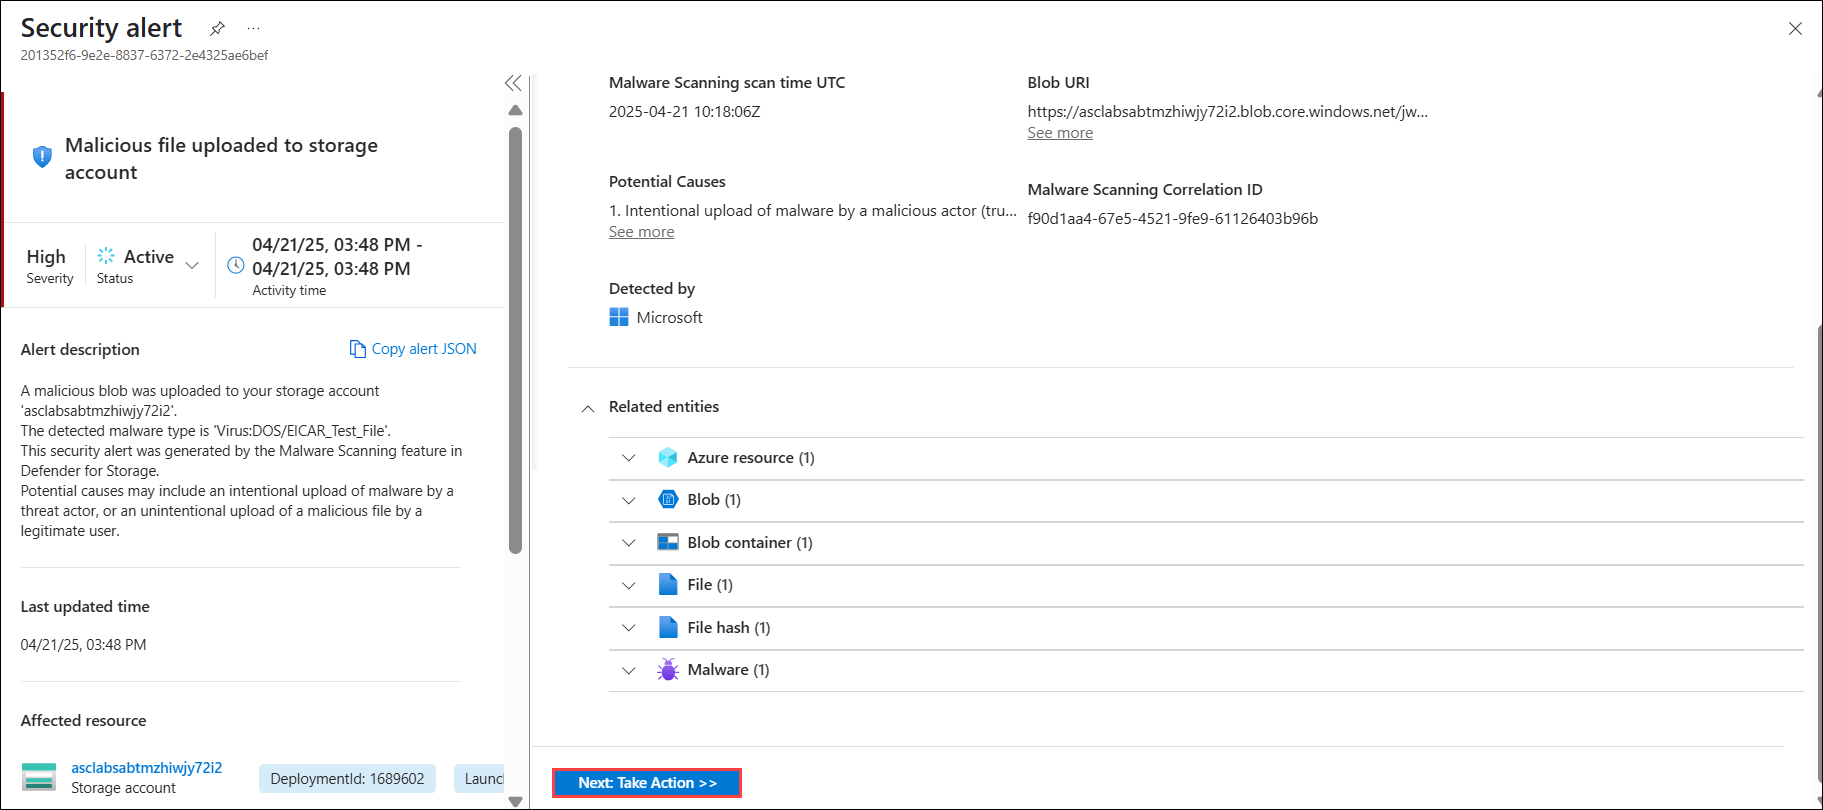 Security alert
...
201352f6-9e2e-8837-6372-2e4325ae6bef
Malicious file uploaded to storage
account
High
Severity
Active
Status
04/21/25, 03:48 PM -
04/21/25, 03:48 PM
Activity time
Alert description
Copy alert JSON
A malicious blob was uploaded to your storage account
'asclabsabtmzhiwjy72i2'.
The detected malware type is 'Virus:DOS/EICAR_Test_File'.
This security alert was generated by the Malware Scanning feature in
Defender for Storage.
Potential causes may include an intentional upload of malware by a
threat actor, or an unintentional upload of a malicious file by a
legitimate user.
Last updated time
04/21/25, 03:48 PM
Affected resource
asclabsabtmzhiwjy72i2
Storage account
DeploymentId: 1689602
Launc
Malware Scanning scan time UTC
2025-04-21 10:18:06Z
Blob URI
https://asclabsabtmzhiwjy72i2.blob.core.windows.net/jw...
See more
Potential Causes
1. Intentional upload of malware by a malicious actor (tru...
See more
Malware Scanning Correlation ID
f90d1aa4-67e5-4521-9fe9-61126403b96b
Detected by
Microsoft
Related entities
Azure resource (1)
Blob (1)
Blob container (1)
File (1)
File hash (1)
Malware (1)
Next: Take Action >>